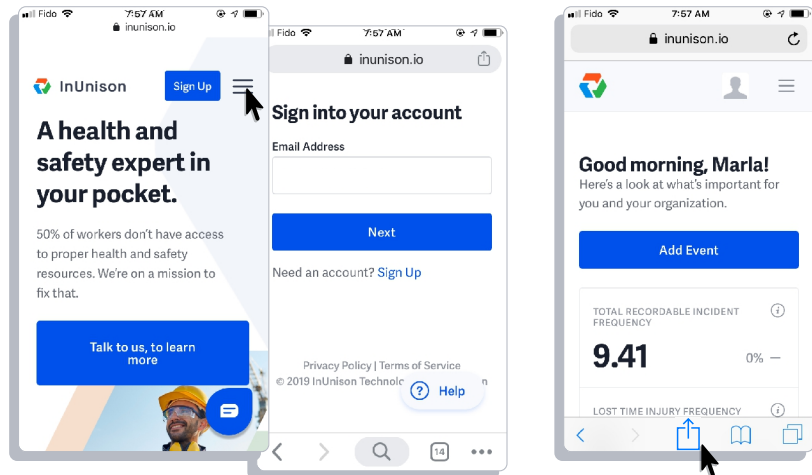 Fido 7:57 AM
inunison.io
InUnison
Sign Up
A health and
safety expert in
your pocket.
50% of workers don't have access
to proper health and safety
resources. We're on a mission to
fix that.
Talk to us, to learn
more
Fido 7:57 AM
inunison.io
Sign into your account
Email Address
Next
Need an account? Sign Up
Privacy Policy | Terms of Service
© 2019 InUnison
Help
14
Fido 7:57 AM
inunison.io
Good morning, Marla!
Here's a look at what's important for
you and your organization.
Add Event
TOTAL RECORDABLE INCIDENT
FREQUENCY
9.41
0% —
LOST TIME INJURY FREQUENCY